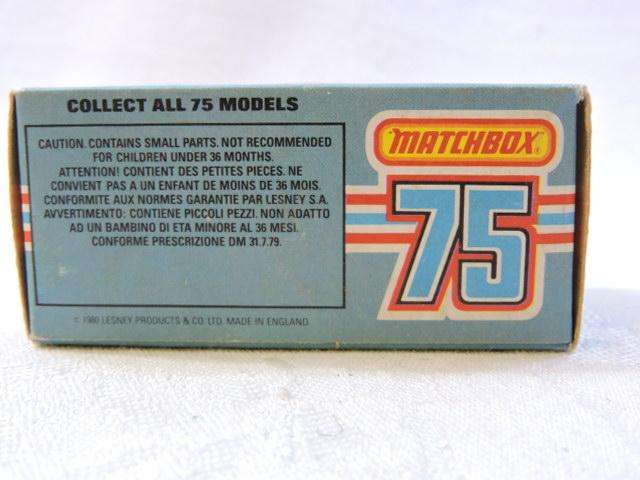 COLLECT ALL 75 MODELS
CAUTION. CONTAINS SMALL PARTS. NOT RECOMMENDED
FOR CHILDREN UNDER 36 MONTHS.
ATTENTION! CONTIENT DES PETITES PIECES. NE
CONVIENT PAS A UN ENFANT DE MOINS DE 36 MOIS.
CONFORMITE AUX NORMES GARANTIE PAR LESNEY S.A.
AVVERTIMENTO: CONTIENE PICCOLI PEZZI. NON ADATTO
AD UN BAMBINO DI ETA MINORE AL 36 MESI.
CONFORME PRESCRIZIONE DM 31.7.79.
© 1980 LESNEY PRODUCTS & CO. LTD. MADE IN ENGLAND.
MATCHBOX
75